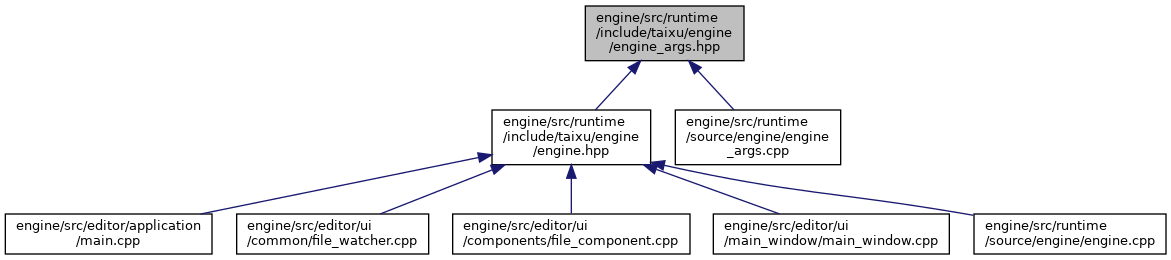 engine/src/runtime
/include/taixu/engine
/engine_args.hpp
engine/src/runtime
/include/taixu/engine
/engine.hpp
engine/src/runtime
/source/engine/engine
_args.cpp
engine/src/editor/application
/main.cpp
engine/src/editor/ui
/common/file_watcher.cpp
engine/src/editor/ui
/components/file_component.cpp
engine/src/editor/ui
/main_window/main_window.cpp
engine/src/runtime
/source/engine/engine.cpp